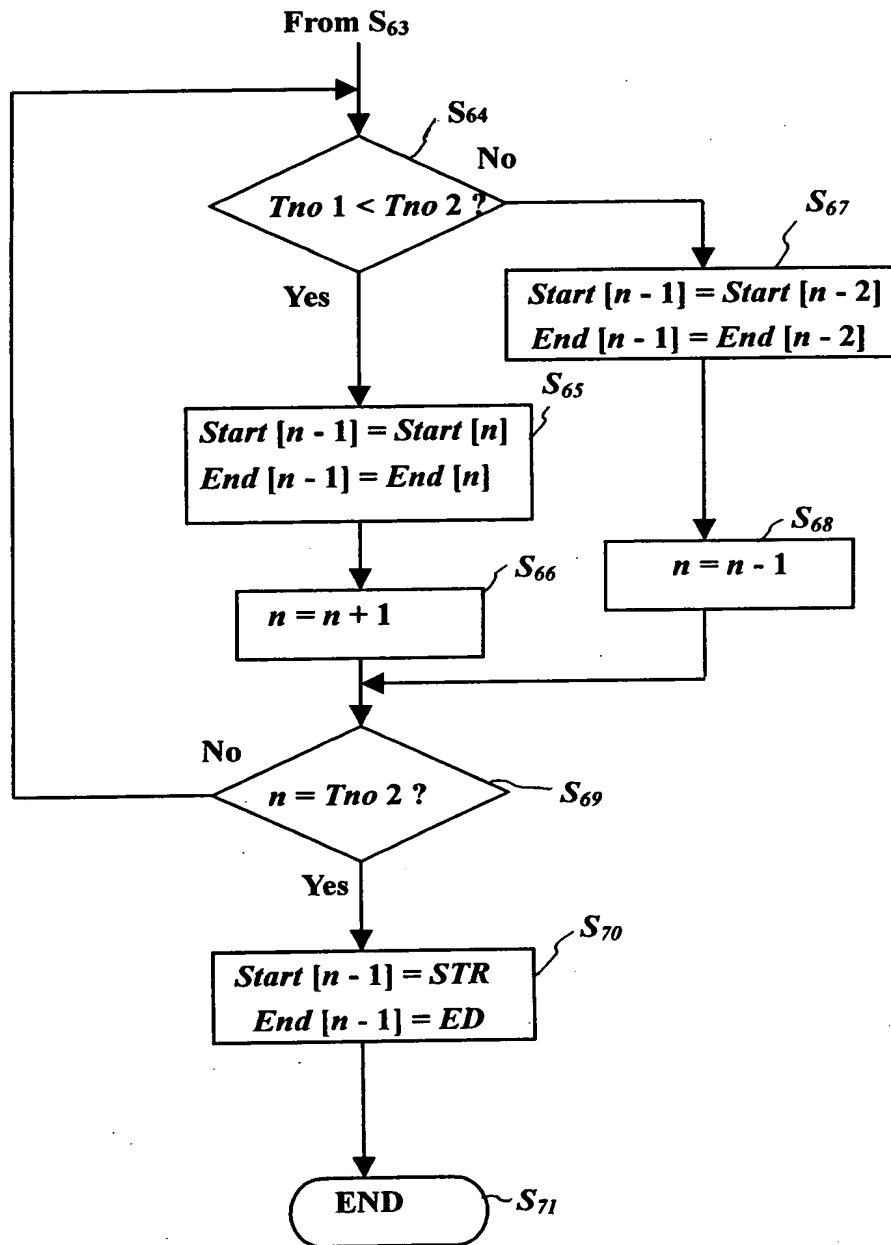 From S63
S64
No
Tno 1 < Tno 2 ?
S67
Yes
Start [n - 1] = Start [n - 2]
End [n - 1] = End [n - 2]
S65
Start [n - 1] = Start [n]
End [n - 1] = End [n]
S68
n = n - 1
S66
n = n + 1
No
n = Tno 2 ?
S69
Yes
S70
Start [n - 1] = STR
End [n - 1] = ED
END
S71